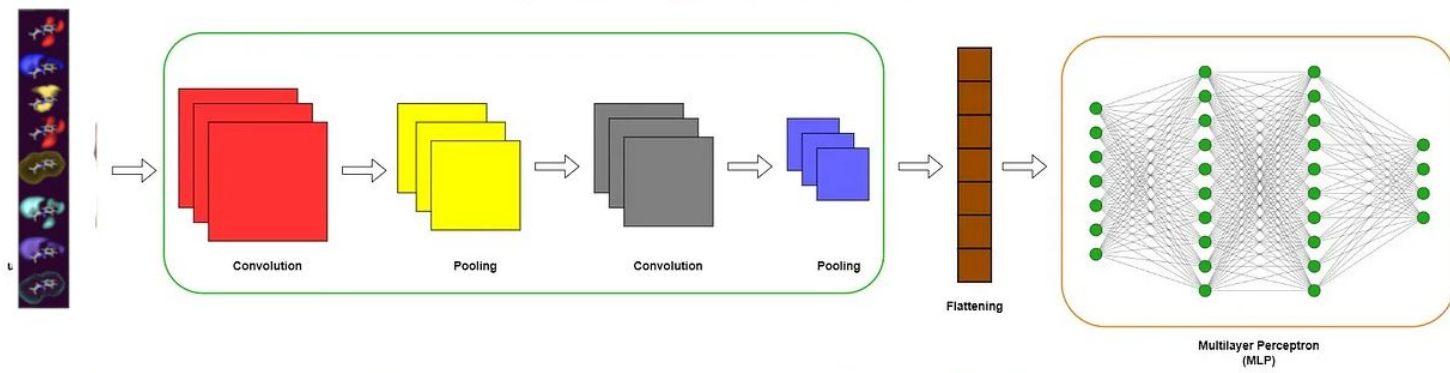 Convolution
Pooling
Convolution
Pooling
Flattening
Multilayer Perceptron
(MLP)